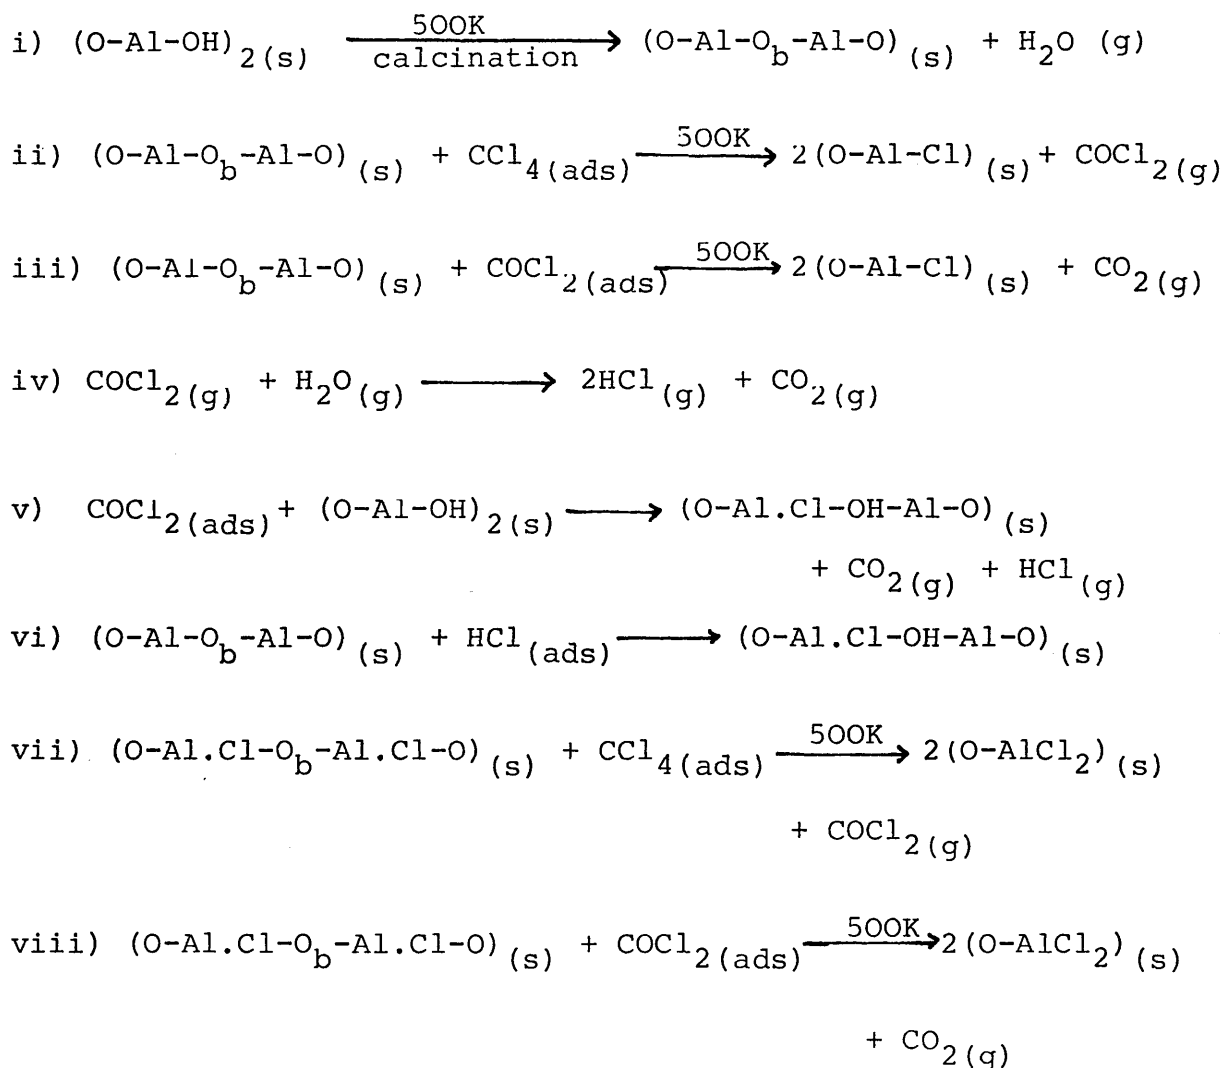 500K
i) (O-Al-OH)2(s) ⟶ (O-Al-Ob-Al-O)(s) + H2O (g)
calcination
500K
ii) (O-Al-Ob-Al-O)(s) + CCl4(ads) ⟶ 2(O-Al-Cl)(s) + COCl2(g)
500K
iii) (O-Al-Ob-Al-O)(s) + COCl2(ads) ⟶ 2(O-Al-Cl)(s) + CO2(g)
iv) COCl2(g) + H2O(g) ⟶ 2HCl(g) + CO2(g)
v) COCl2(ads) + (O-Al-OH)2(s) ⟶ (O-Al.Cl-OH-Al-O)(s)
+ CO2(g) + HCl(g)
vi) (O-Al-Ob-Al-O)(s) + HCl(ads) ⟶ (O-Al.Cl-OH-Al-O)(s)
500K
vii) (O-Al.Cl-Ob-Al.Cl-O)(s) + CCl4(ads) ⟶ 2(O-AlCl2)(s)
+ COCl2(g)
500K
viii) (O-Al.Cl-Ob-Al.Cl-O)(s) + COCl2(ads) ⟶ 2(O-AlCl2)(s)
+ CO2(g)